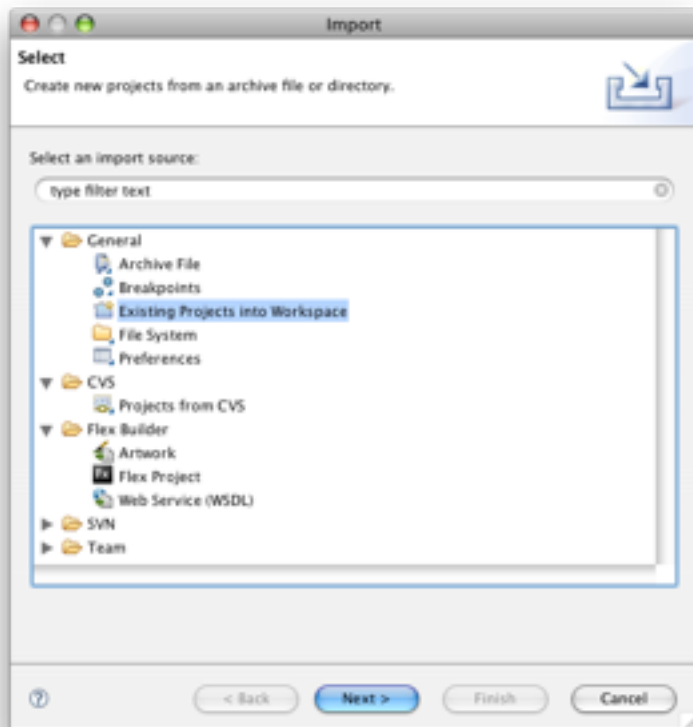 Import
Select
Create new projects from an archive file or directory.
Select an import source:
type filter text
General
Archive File
Breakpoints
Existing Projects into Workspace
File System
Preferences
CVS
Projects from CVS
Flex Builder
Artwork
Fx Flex Project
Web Service (WSDL)
SVN
Team
? < Back Next > Finish Cancel